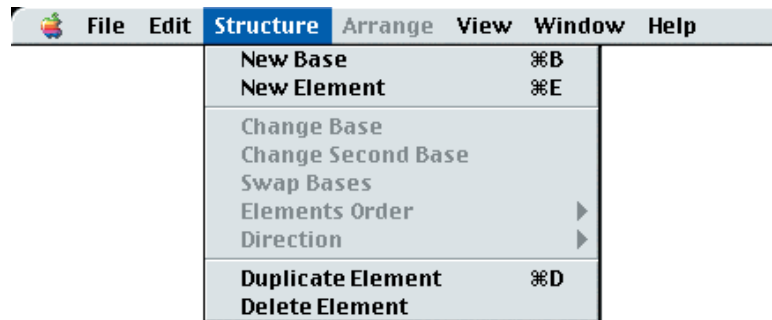 File Edit Structure Arrange View Window Help
New Base ⌘B
New Element ⌘E
Change Base
Change Second Base
Swap Bases
Elements Order
Direction
Duplicate Element ⌘D
Delete Element